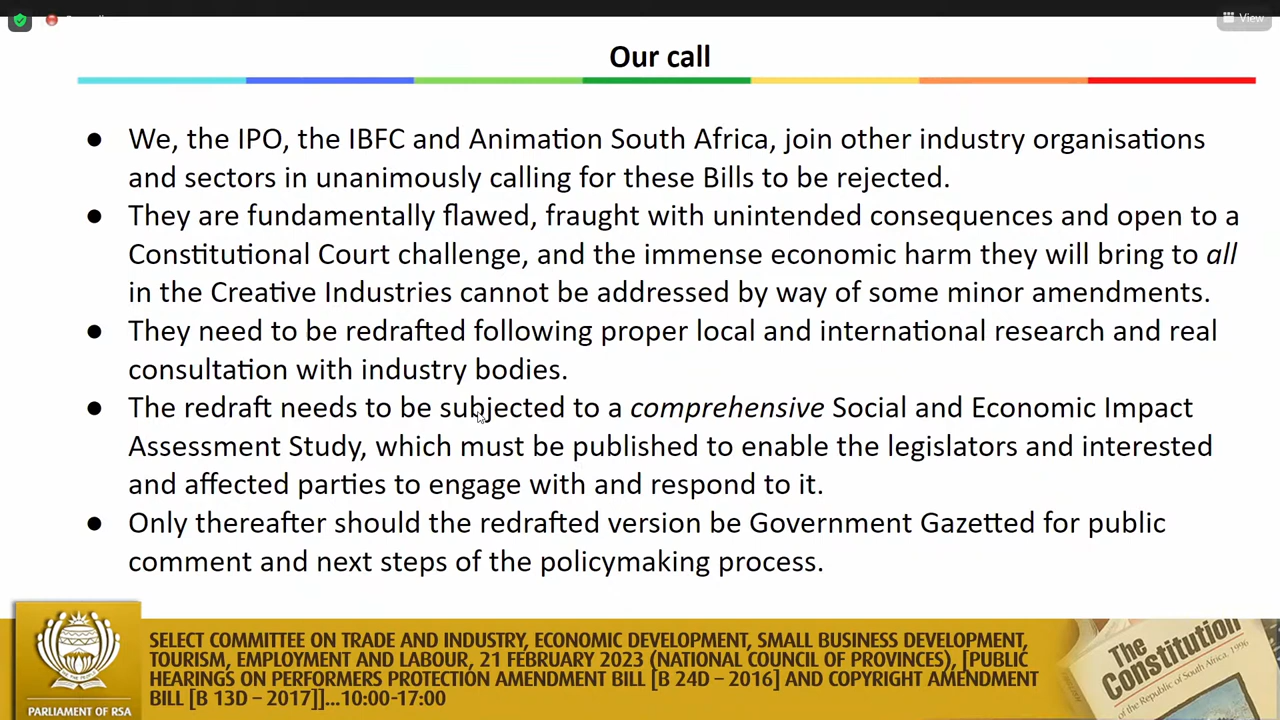 View
Our call
● We, the IPO, the IBFC and Animation South Africa, join other industry organisations
and sectors in unanimously calling for these Bills to be rejected.
● They are fundamentally flawed, fraught with unintended consequences and open to a
Constitutional Court challenge, and the immense economic harm they will bring to all
in the Creative Industries cannot be addressed by way of some minor amendments.
● They need to be redrafted following proper local and international research and real
consultation with industry bodies.
● The redraft needs to be subjected to a comprehensive Social and Economic Impact
Assessment Study, which must be published to enable the legislators and interested
and affected parties to engage with and respond to it.
● Only thereafter should the redrafted version be Government Gazetted for public
comment and next steps of the policymaking process.
SELECT COMMITTEE ON TRADE AND INDUSTRY, ECONOMIC DEVELOPMENT, SMALL BUSINESS DEVELOPMENT,
TOURISM, EMPLOYMENT AND LABOUR, 21 FEBRUARY 2023 (NATIONAL COUNCIL OF PROVINCES), [PUBLIC
HEARINGS ON PERFORMERS PROTECTION AMENDMENT BILL [B 24D – 2016] AND COPYRIGHT AMENDMENT
BILL [B 13D – 2017]]...10:00-17:00
PARLIAMENT OF RSA
The
Constitution
of the Republic of South Africa, 1996